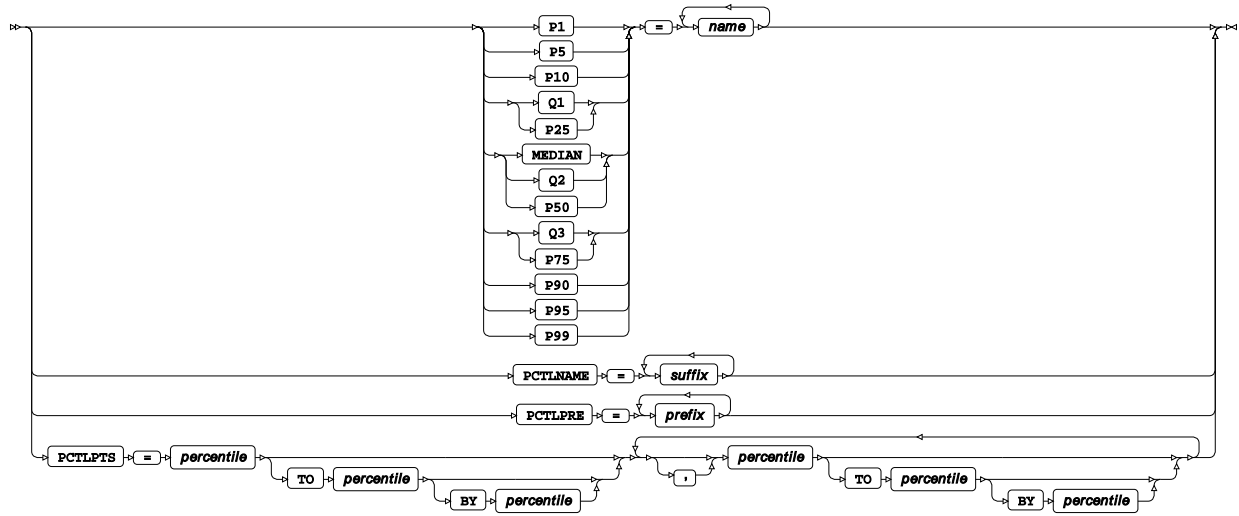 P1 = name
P5
P10
Q1
P25
MEDIAN
Q2
P50
Q3
P75
P90
P95
P99
PCTLNAME = suffix
PCTLPRE = prefix
PCTLPTS = percentile , percentile
TO percentile TO percentile
BY percentile BY percentile